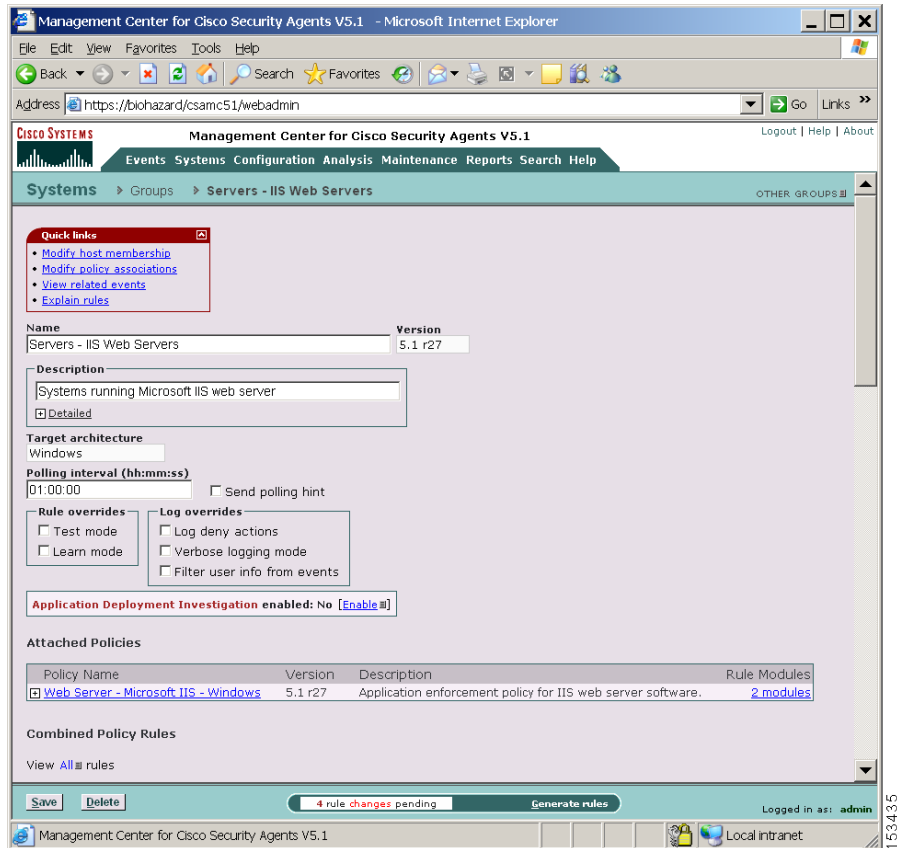 Management Center for Cisco Security Agents V5.1 - Microsoft Internet Explorer
File Edit View Favorites Tools Help
Back Search Favorites
Address https://biohazard/csamc51/webadmin Go Links »
CISCO SYSTEMS
Management Center for Cisco Security Agents V5.1
Logout | Help | About
Events Systems Configuration Analysis Maintenance Reports Search Help
Systems Groups Servers - IIS Web Servers OTHER GROUPS
Quick links
• Modify host membership
• Modify policy associations
• View related events
• Explain rules
Name Version
Servers - IIS Web Servers 5.1 r27
Description
Systems running Microsoft IIS web server
+ Detailed
Target architecture
Windows
Polling interval (hh:mm:ss)
01:00:00 Send polling hint
Rule overrides Log overrides
Test mode Log deny actions
Learn mode Verbose logging mode
Filter user info from events
Application Deployment Investigation enabled: No [Enable]
Attached Policies
Policy Name Version Description Rule Modules
+ Web Server - Microsoft IIS - Windows 5.1 r27 Application enforcement policy for IIS web server software. 2 modules
Combined Policy Rules
View All rules
Save Delete 4 rule changes pending Generate rules Logged in as: admin
Management Center for Cisco Security Agents V5.1 Local intranet
153435